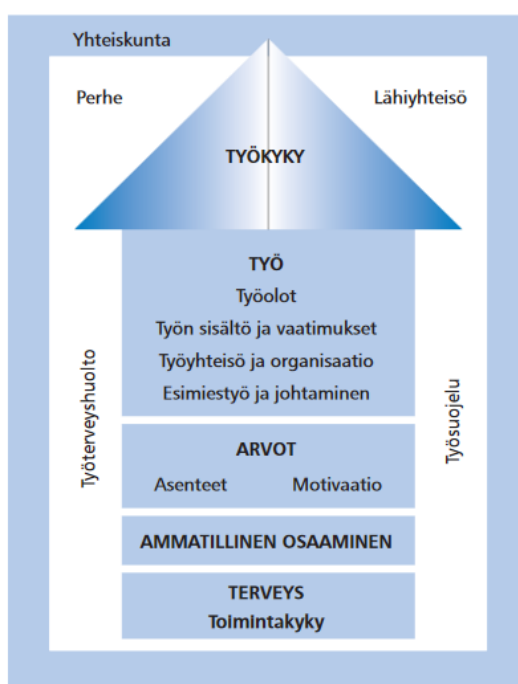 Yhteiskunta
Perhe
Lähiyhteisö
TYÖKYKY
TYÖ
Työolot
Työn sisältö ja vaatimukset
Työyhteisö ja organisaatio
Esimiestyö ja johtaminen
Työterveyshuolto
Työsuojelu
ARVOT
Asenteet Motivaatio
AMMATILLINEN OSAAMINEN
TERVEYS
Toimintakyky